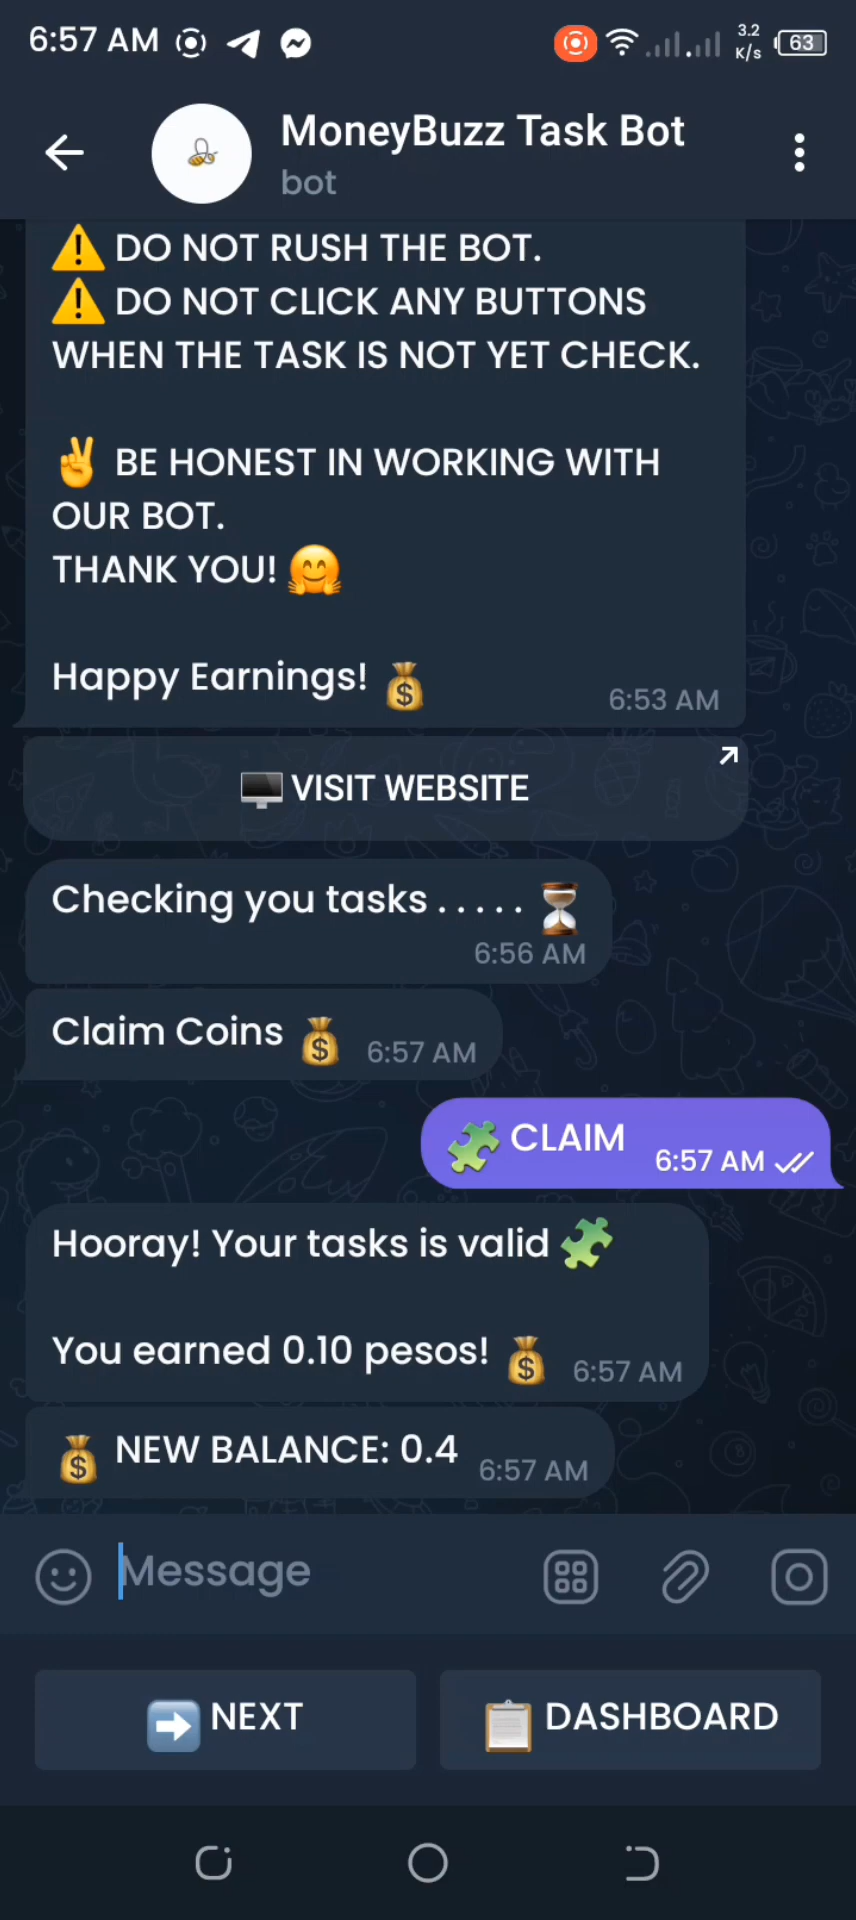 6:57 AM
3.2
K/s
63
MoneyBuzz Task Bot
bot
⚠️ DO NOT RUSH THE BOT.
⚠️ DO NOT CLICK ANY BUTTONS
WHEN THE TASK IS NOT YET CHECK.
✌️ BE HONEST IN WORKING WITH
OUR BOT.
THANK YOU! 🤗
Happy Earnings! 💰
6:53 AM
🖥️ VISIT WEBSITE
Checking you tasks . . . . . ⏳
6:56 AM
Claim Coins 💰 6:57 AM
🧩 CLAIM 6:57 AM
Hooray! Your tasks is valid 🧩
You earned 0.10 pesos! 💰 6:57 AM
💰 NEW BALANCE: 0.4 6:57 AM
Message
➡️ NEXT
📋 DASHBOARD